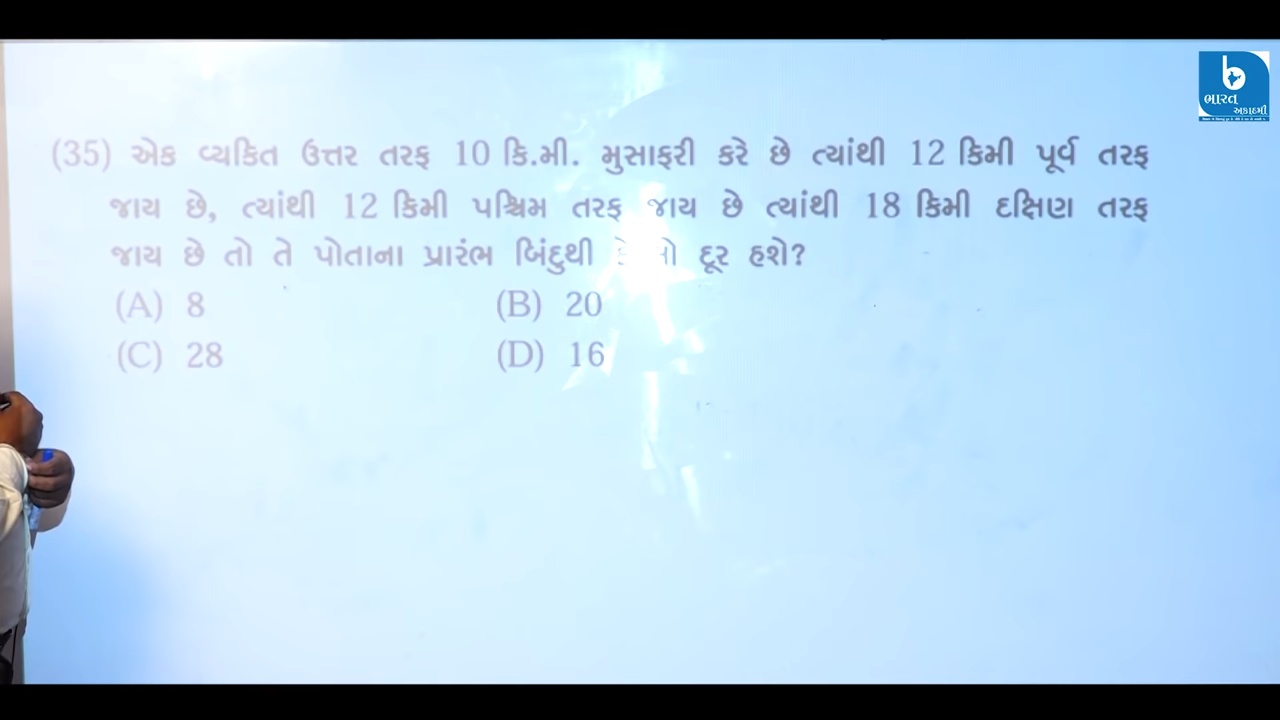 ભારત
અકાદમી
(35) એક વ્યકિત ઉત્તર તરફ 10 કિ.મી. મુસાફરી કરે છે ત્યાંથી 12 કિમી પૂર્વ તરફ
જાય છે, ત્યાંથી 12 કિમી પશ્ચિમ તરફ જાય છે ત્યાંથી 18 કિમી દક્ષિણ તરફ
જાય છે તો તે પોતાના પ્રારંભ બિંદુથી દૂર હશે?
(A) 8 (B) 20
(C) 28 (D) 16